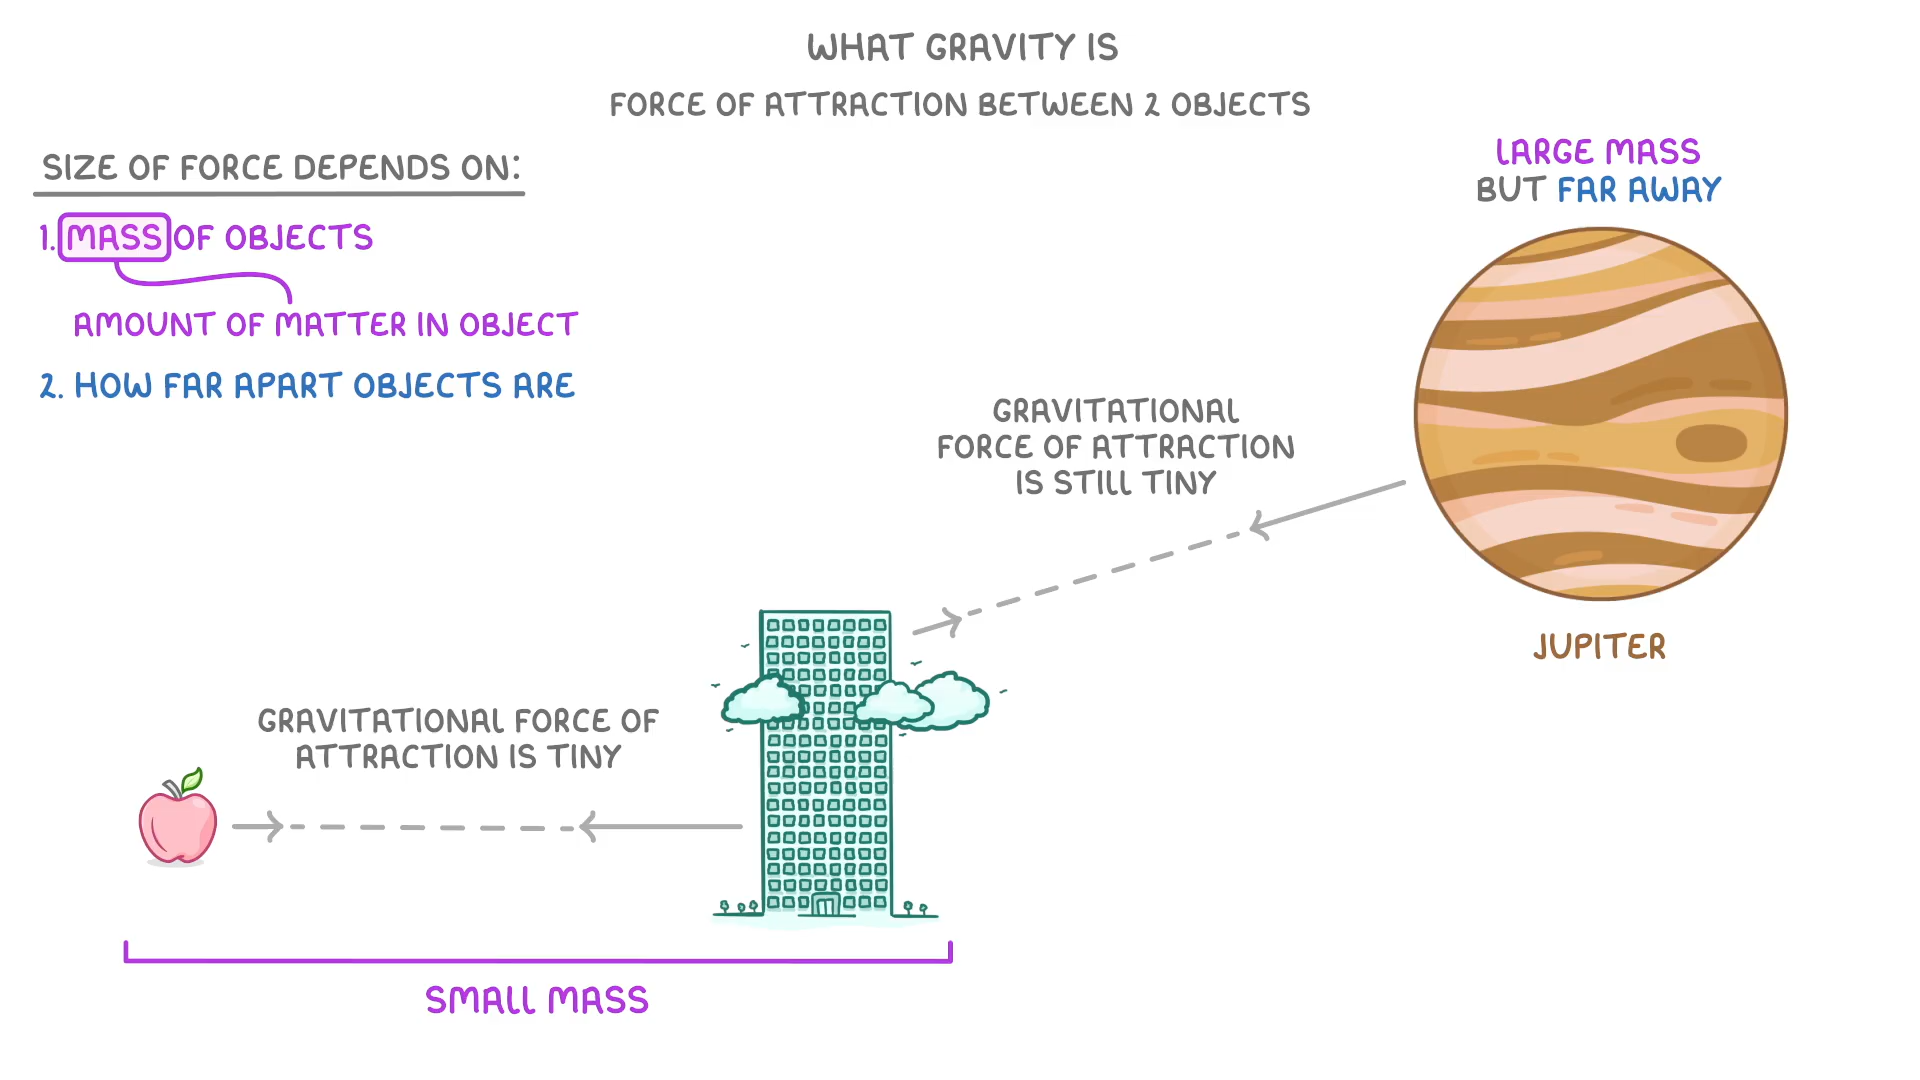 WHAT GRAVITY IS
FORCE OF ATTRACTION BETWEEN 2 OBJECTS
SIZE OF FORCE DEPENDS ON:
1. MASS OF OBJECTS
AMOUNT OF MATTER IN OBJECT
2. HOW FAR APART OBJECTS ARE
LARGE MASS
BUT FAR AWAY
GRAVITATIONAL
FORCE OF ATTRACTION
IS STILL TINY
JUPITER
GRAVITATIONAL FORCE OF
ATTRACTION IS TINY
SMALL MASS